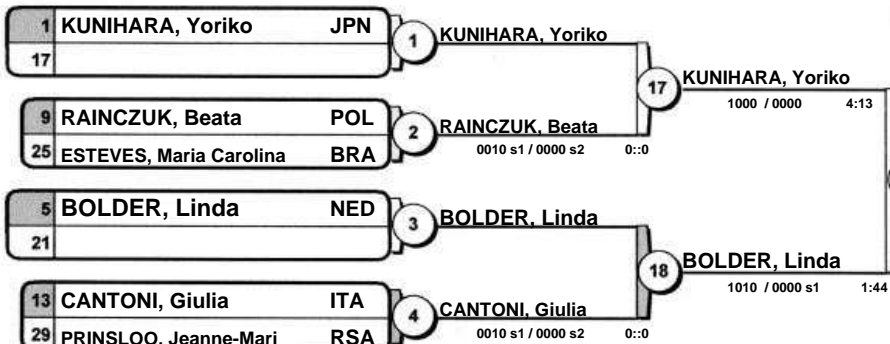 1 KUNIHARA, Yoriko JPN
17
1
KUNIHARA, Yoriko
9 RAINCZUK, Beata POL
25 ESTEVES, Maria Carolina BRA
2
RAINCZUK, Beata
0010 s1 / 0000 s2 0::0
17
KUNIHARA, Yoriko
1000 / 0000 4:13
5 BOLDER, Linda NED
21
3
BOLDER, Linda
13 CANTONI, Giulia ITA
29 PRINSLOO, Jeanne-Mari RSA
4
CANTONI, Giulia
0010 s1 / 0000 s2 0::0
18
BOLDER, Linda
1010 / 0000 s1 1:44